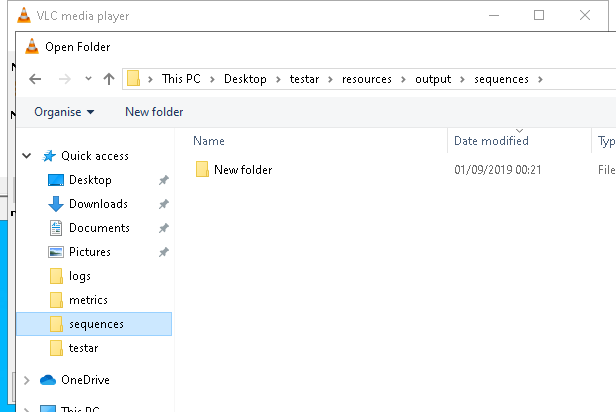 VLC media player
Open Folder
This PC > Desktop > testar > resources > output > sequences >
Organise New folder
Name Date modified Typ
New folder 01/09/2019 00:21 File
Quick access
Desktop
Downloads
Documents
Pictures
logs
metrics
sequences
testar
OneDrive
This PC